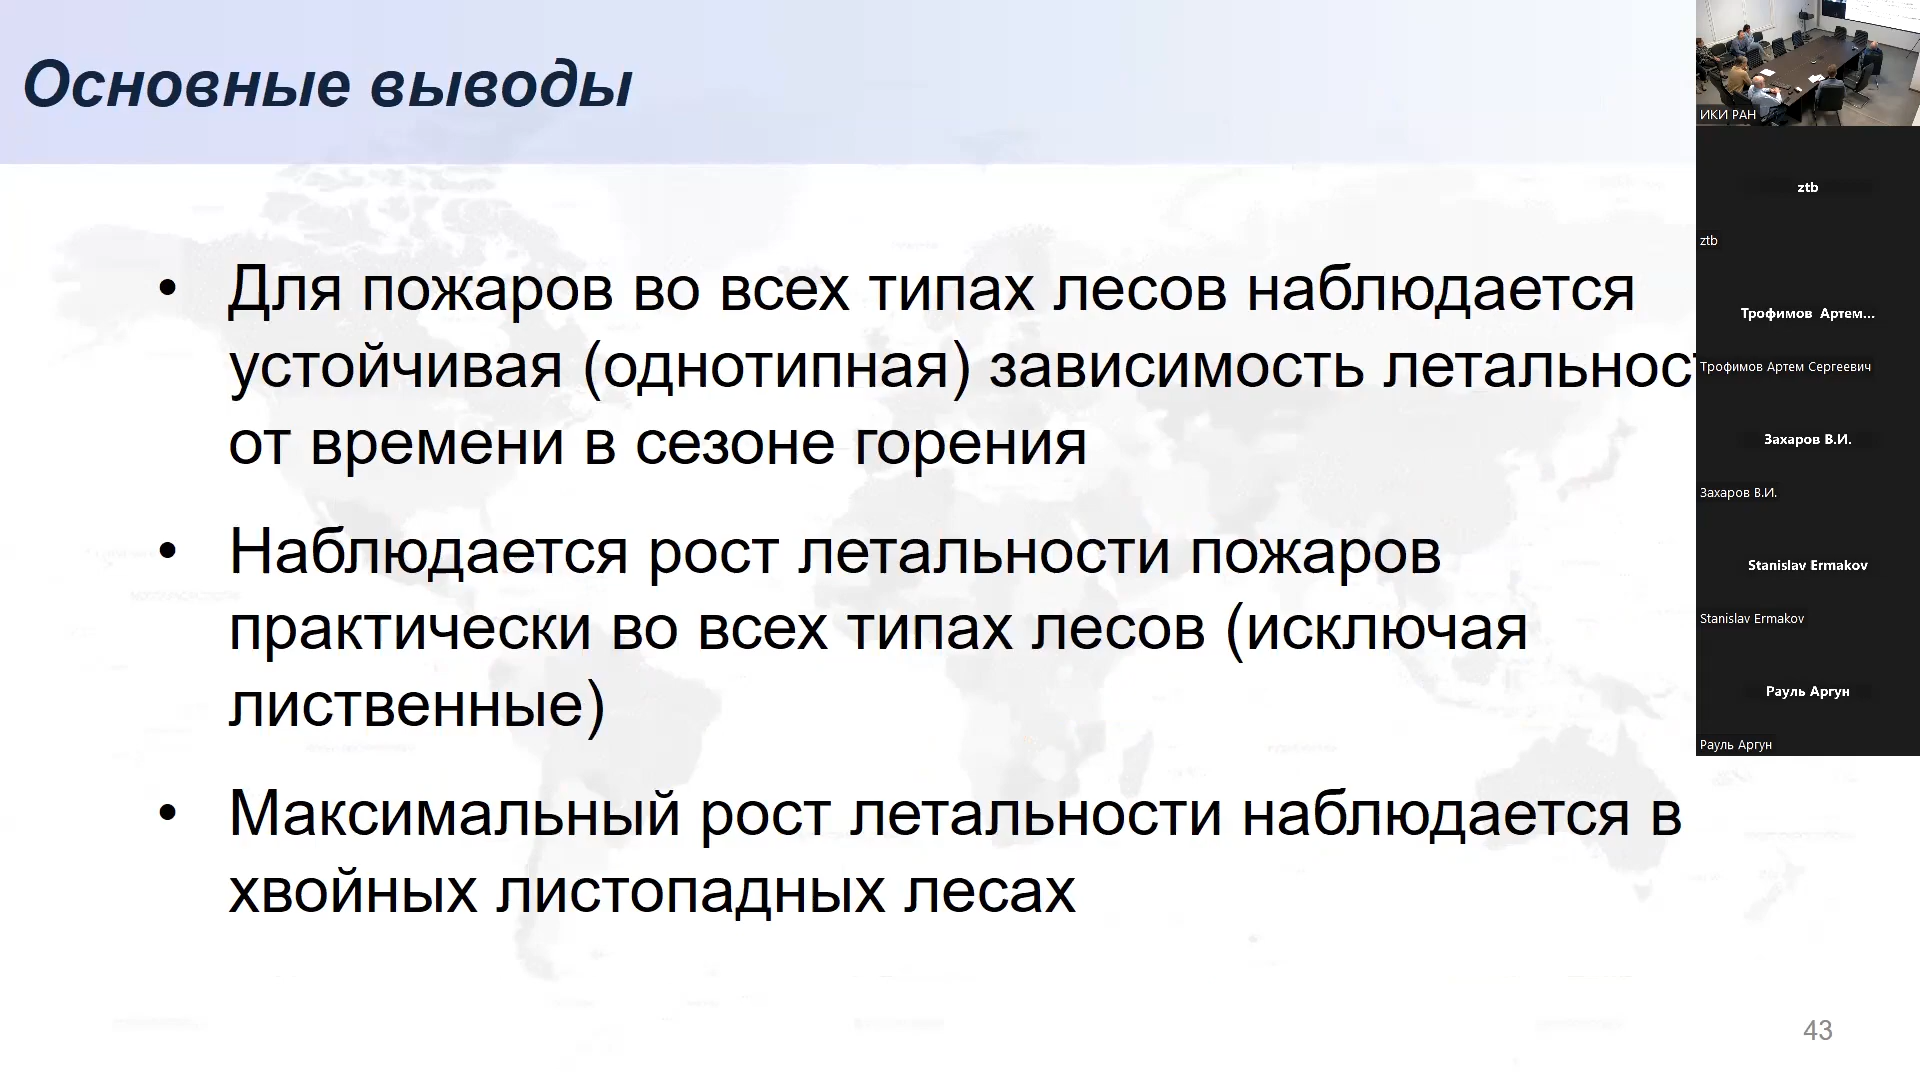 Основные выводы
• Для пожаров во всех типах лесов наблюдается
устойчивая (однотипная) зависимость летальнос
от времени в сезоне горения
• Наблюдается рост летальности пожаров
практически во всех типах лесов (исключая
лиственные)
• Максимальный рост летальности наблюдается в
хвойных листопадных лесах
43
ИКИ РАН
ztb
ztb
Трофимов Артем...
Трофимов Артем Сергеевич
Захаров В.И.
Захаров В.И.
Stanislav Ermakov
Stanislav Ermakov
Рауль Аргун
Рауль Аргун